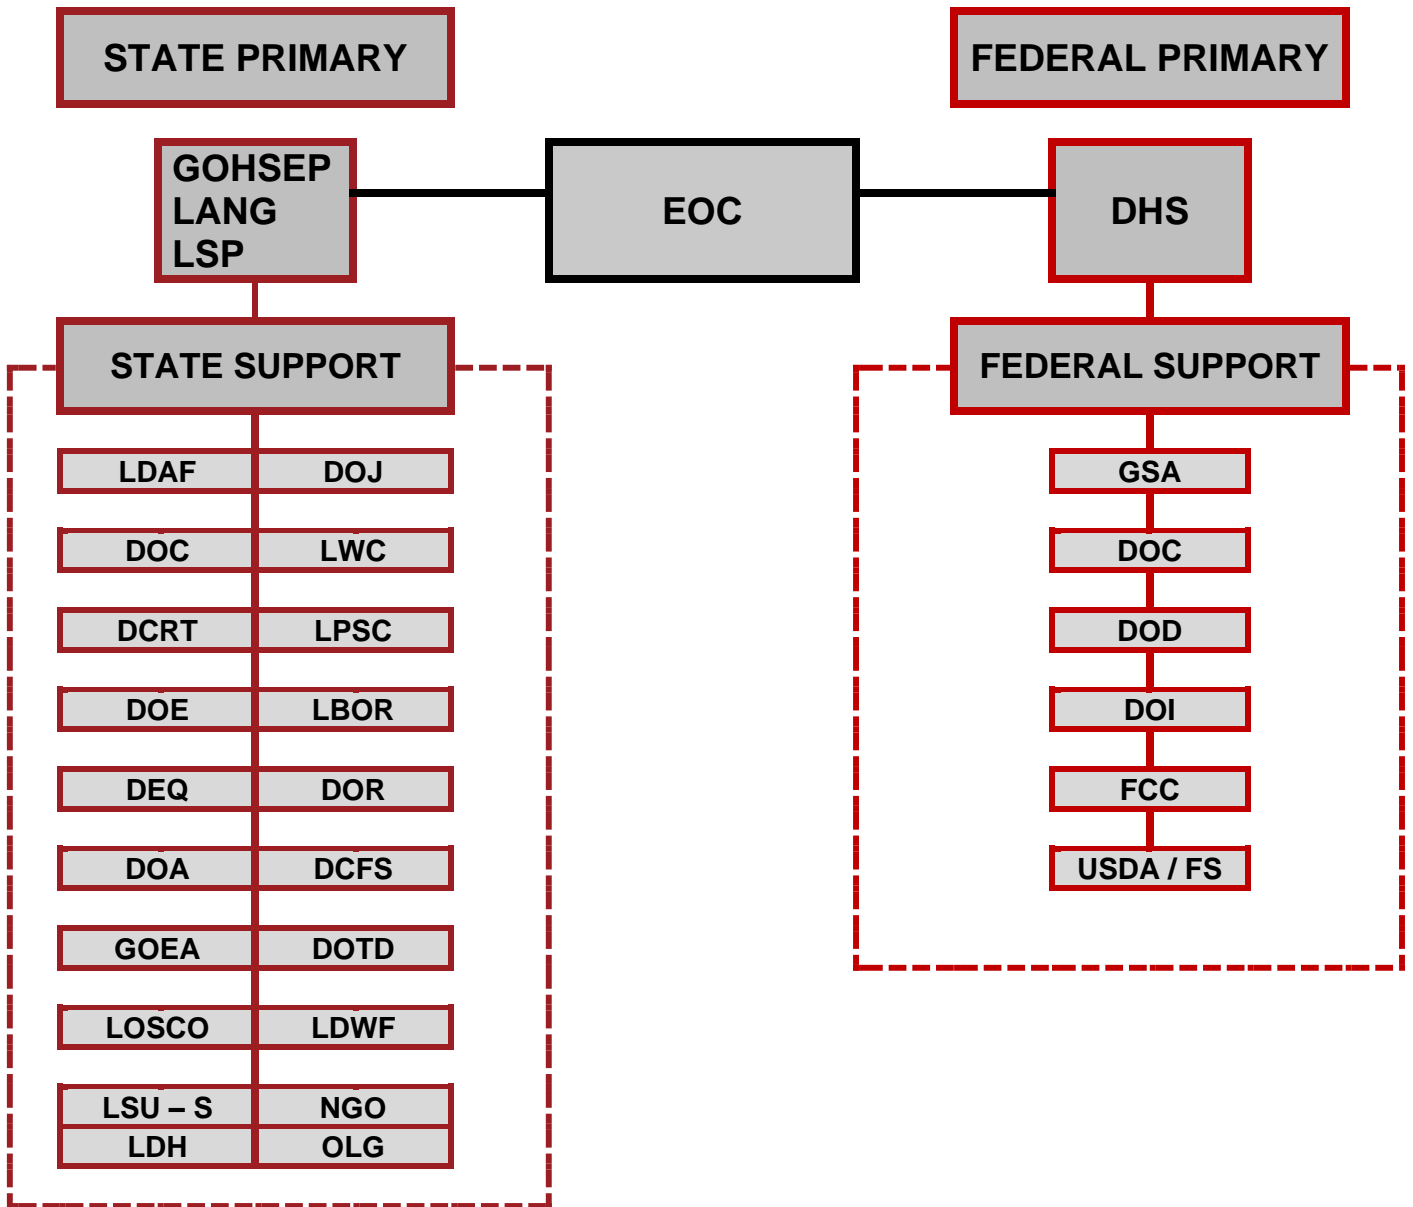 STATE PRIMARY
FEDERAL PRIMARY
GOHSEP
LANG
LSP
EOC
DHS
STATE SUPPORT
FEDERAL SUPPORT
LDAF
DOJ
DOC
LWC
DCRT
LPSC
DOE
LBOR
DEQ
DOR
DOA
DCFS
GOEA
DOTD
LOSCO
LDWF
LSU – S
NGO
LDH
OLG
GSA
DOC
DOD
DOI
FCC
USDA / FS